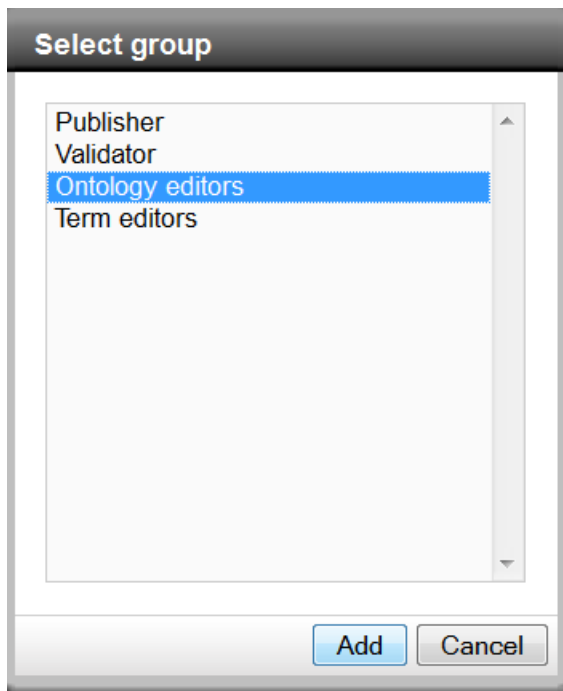 Select group
Publisher
Validator
Ontology editors
Term editors
Add Cancel